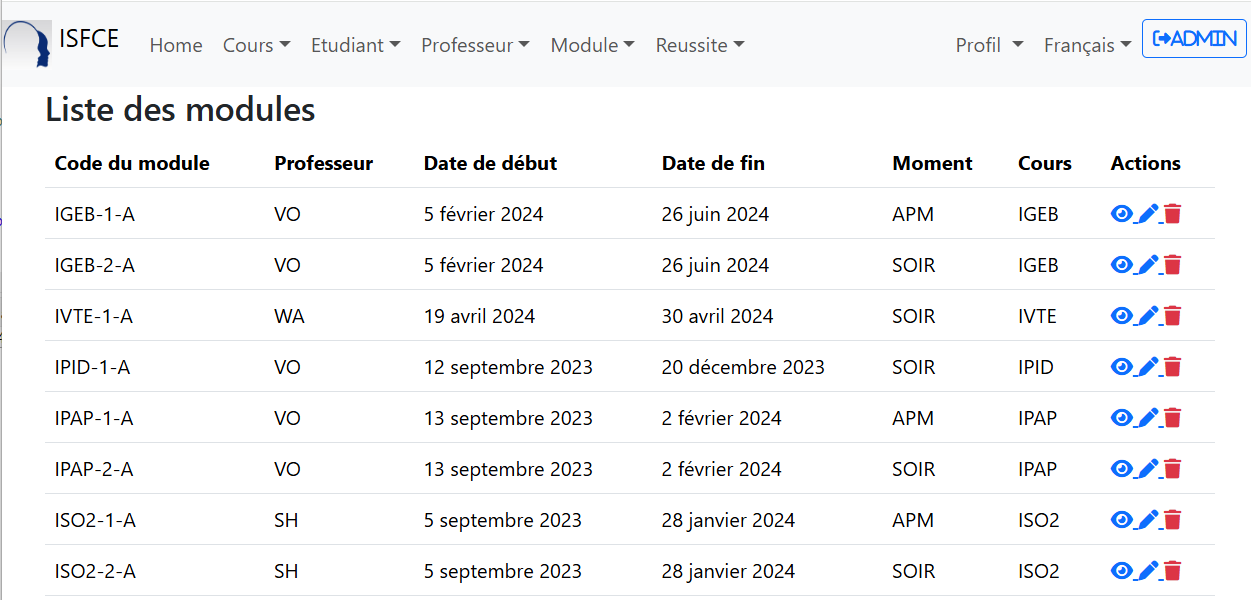 ISFCE Home Cours Etudiant Professeur Module Reussite Profil Français ADMIN
Liste des modules
Code du module Professeur Date de début Date de fin Moment Cours Actions
IGEB-1-A VO 5 février 2024 26 juin 2024 APM IGEB
IGEB-2-A VO 5 février 2024 26 juin 2024 SOIR IGEB
IVTE-1-A WA 19 avril 2024 30 avril 2024 SOIR IVTE
IPID-1-A VO 12 septembre 2023 20 décembre 2023 SOIR IPID
IPAP-1-A VO 13 septembre 2023 2 février 2024 APM IPAP
IPAP-2-A VO 13 septembre 2023 2 février 2024 SOIR IPAP
ISO2-1-A SH 5 septembre 2023 28 janvier 2024 APM ISO2
ISO2-2-A SH 5 septembre 2023 28 janvier 2024 SOIR ISO2